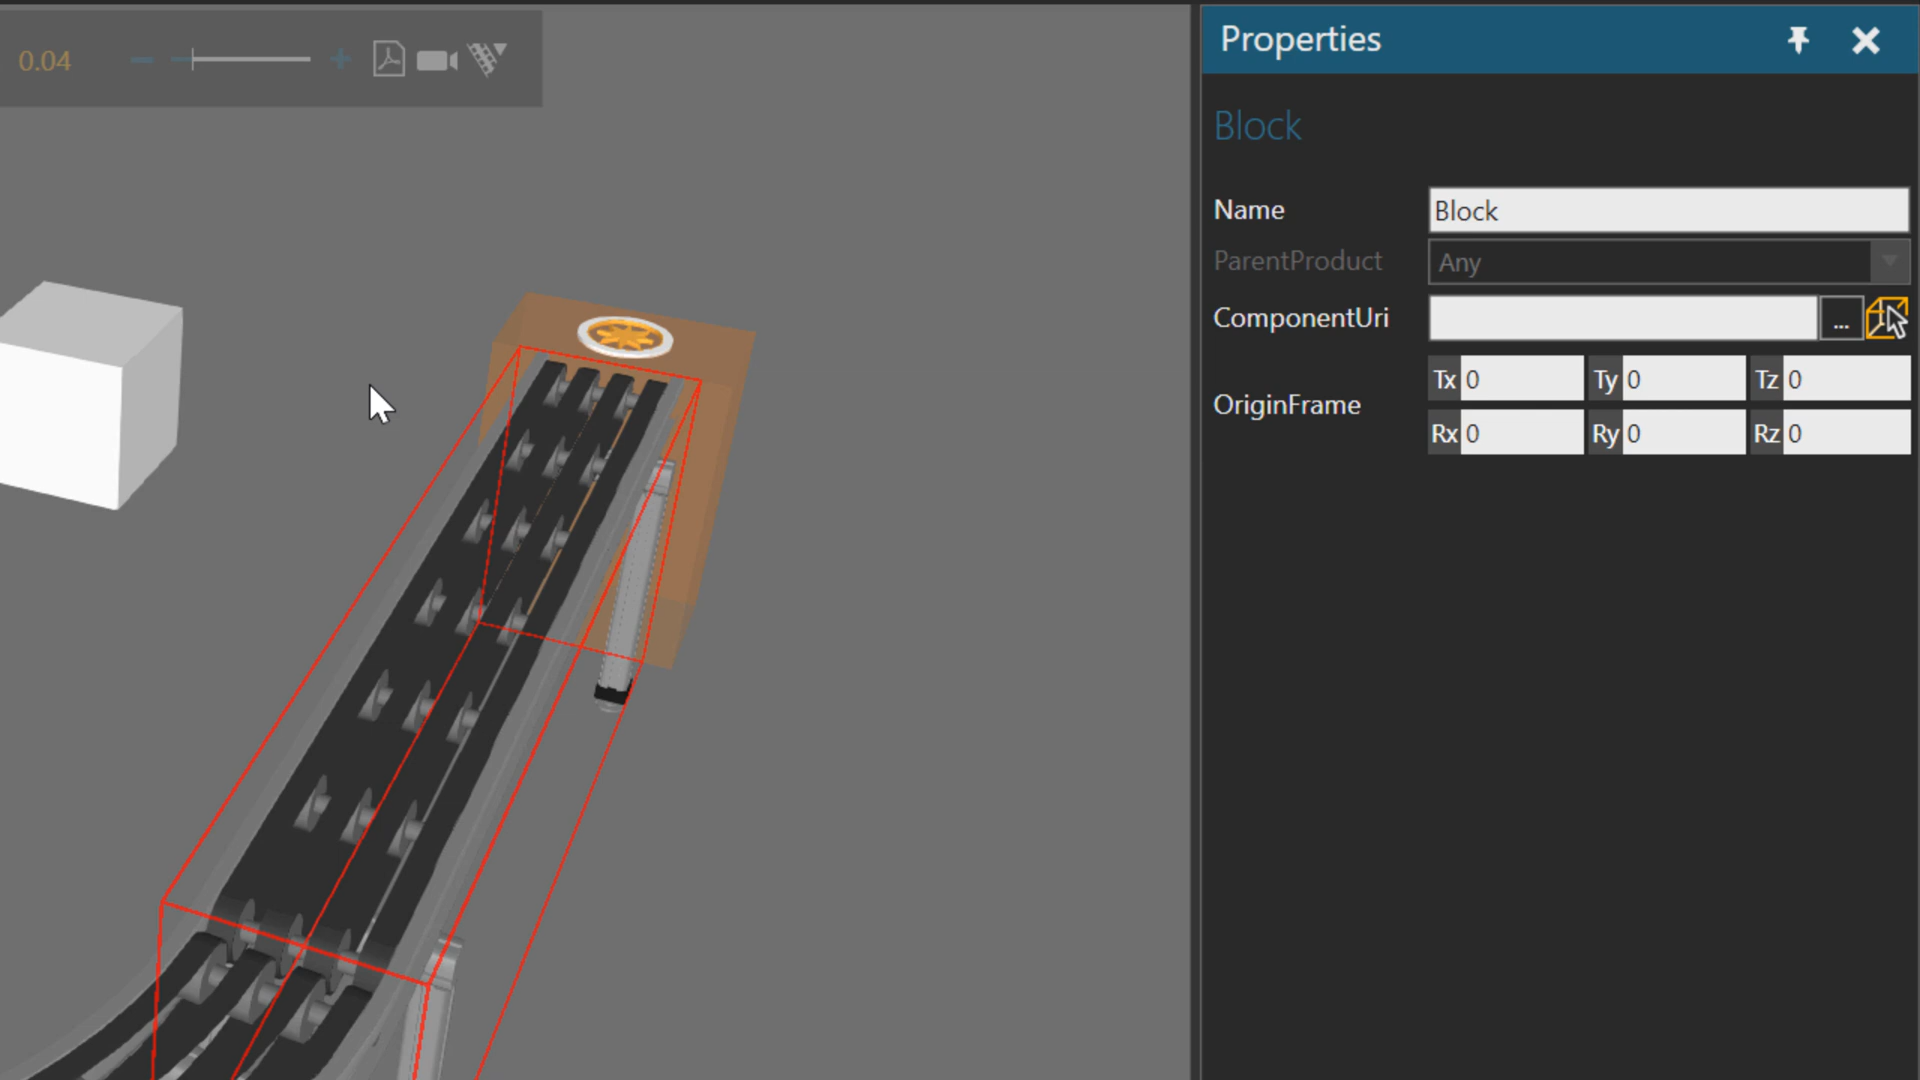 0.04
Properties
Block
Name Block
ParentProduct Any
ComponentUri ...
OriginFrame
Tx 0 Ty 0 Tz 0
Rx 0 Ry 0 Rz 0